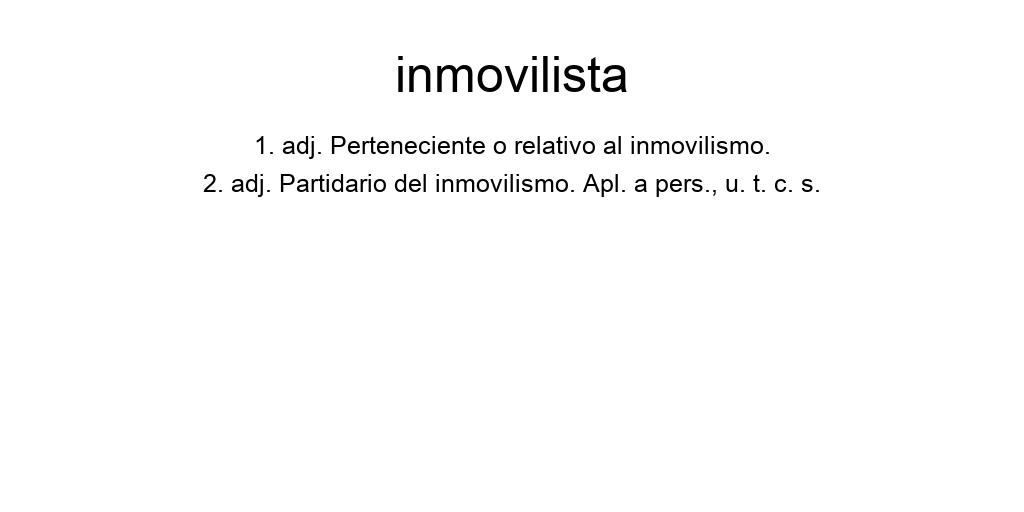 inmovilista
1. adj. Perteneciente o relativo al inmovilismo.
2. adj. Partidario del inmovilismo. Apl. a pers., u. t. c. s.